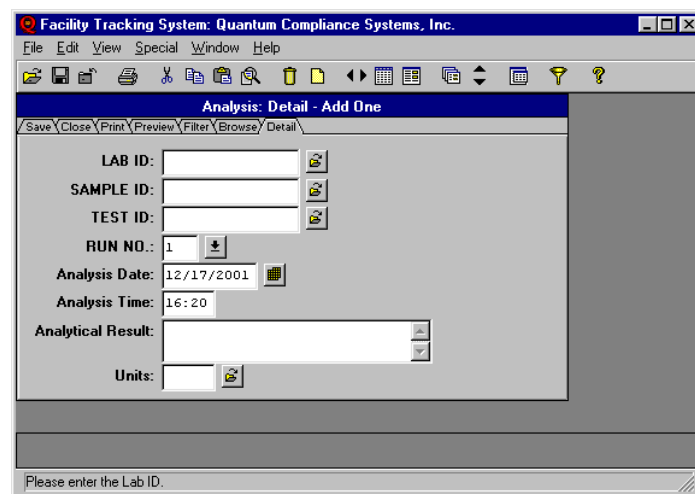 Facility Tracking System: Quantum Compliance Systems, Inc.
File Edit View Special Window Help
Analysis: Detail - Add One
Save Close Print Preview Filter Browse Detail
LAB ID:
SAMPLE ID:
TEST ID:
RUN NO.: 1
Analysis Date: 12/17/2001
Analysis Time: 16:20
Analytical Result:
Units:
Please enter the Lab ID.